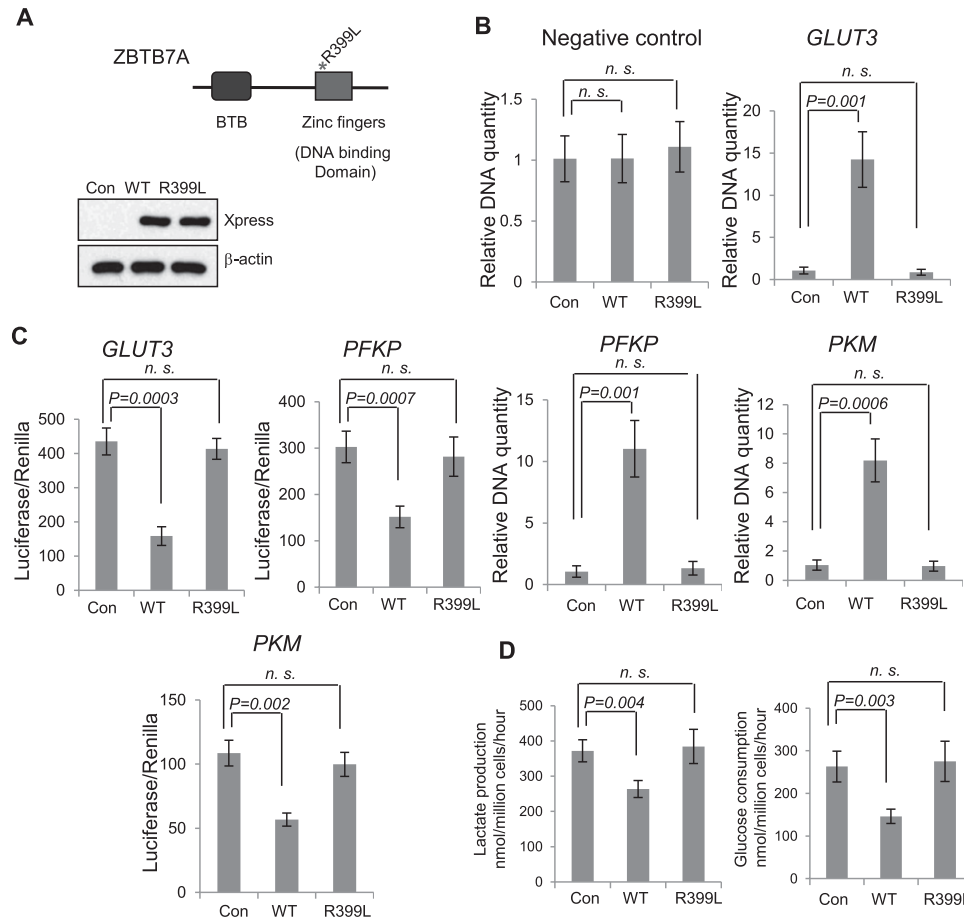 A
ZBTB7A
*R399L
BTB
Zinc fingers
(DNA binding
Domain)
Con WT R399L
Xpress
β-actin
B
Negative control
n. s.
n. s.
Relative DNA quantity
1.5
1
0.5
0
Con
WT
R399L
GLUT3
n. s.
P=0.001
Relative DNA quantity
20
15
10
5
0
Con
WT
R399L
PFKP
n. s.
P=0.001
Relative DNA quantity
15
10
5
0
Con
WT
R399L
PKM
n. s.
P=0.0006
Relative DNA quantity
12
10
8
6
4
2
0
Con
WT
R399L
C
GLUT3
n. s.
P=0.0003
Luciferase/Renilla
500
400
300
200
100
0
Con
WT
R399L
PFKP
n. s.
P=0.0007
Luciferase/Renilla
400
300
200
100
0
Con
WT
R399L
PKM
n. s.
P=0.002
Luciferase/Renilla
150
100
50
0
Con
WT
R399L
D
n. s.
P=0.004
Lactate production
nmol/million cells/hour
500
400
300
200
100
0
Con
WT
R399L
n. s.
P=0.003
Glucose consumption
nmol/million cells/hour
400
300
200
100
0
Con
WT
R399L